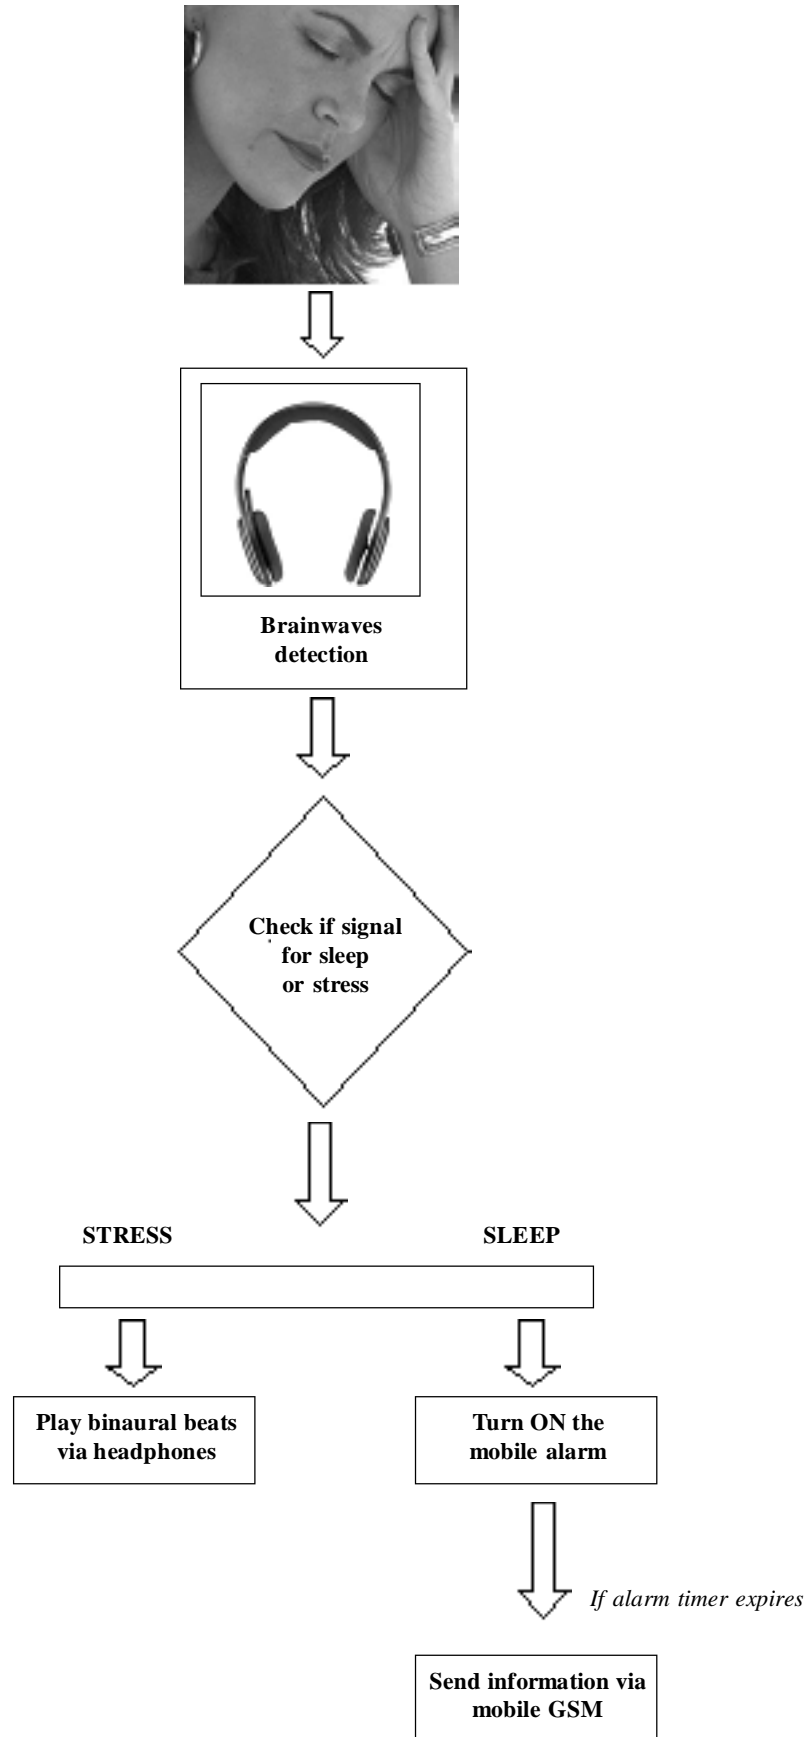 Brainwaves
detection
Check if signal
for sleep
or stress
STRESS
SLEEP
Play binaural beats
via headphones
Turn ON the
mobile alarm
If alarm timer expires
Send information via
mobile GSM